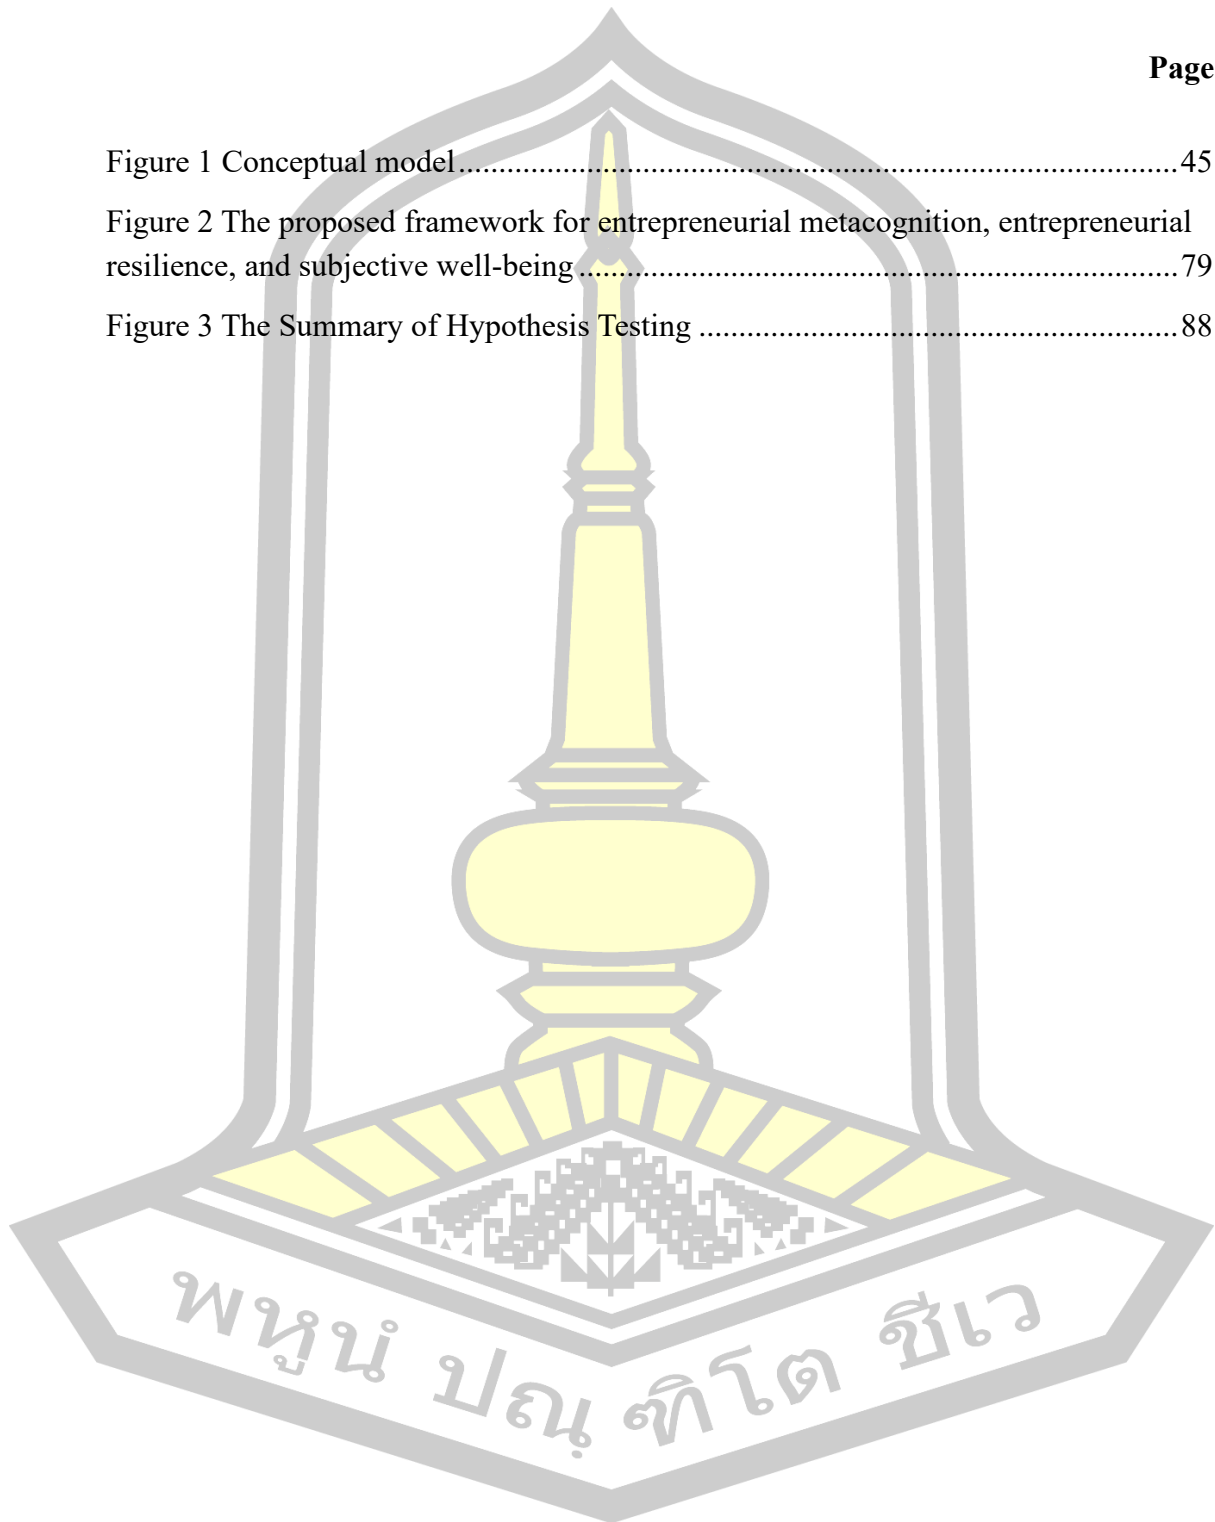 Page
Figure 1 Conceptual model....................................................................................................45
Figure 2 The proposed framework for entrepreneurial metacognition, entrepreneurial
resilience, and subjective well-being...........................................................................79
Figure 3 The Summary of Hypothesis Testing ............................................................88
พหูนํ ปณฺ ฑิโต ชีเว